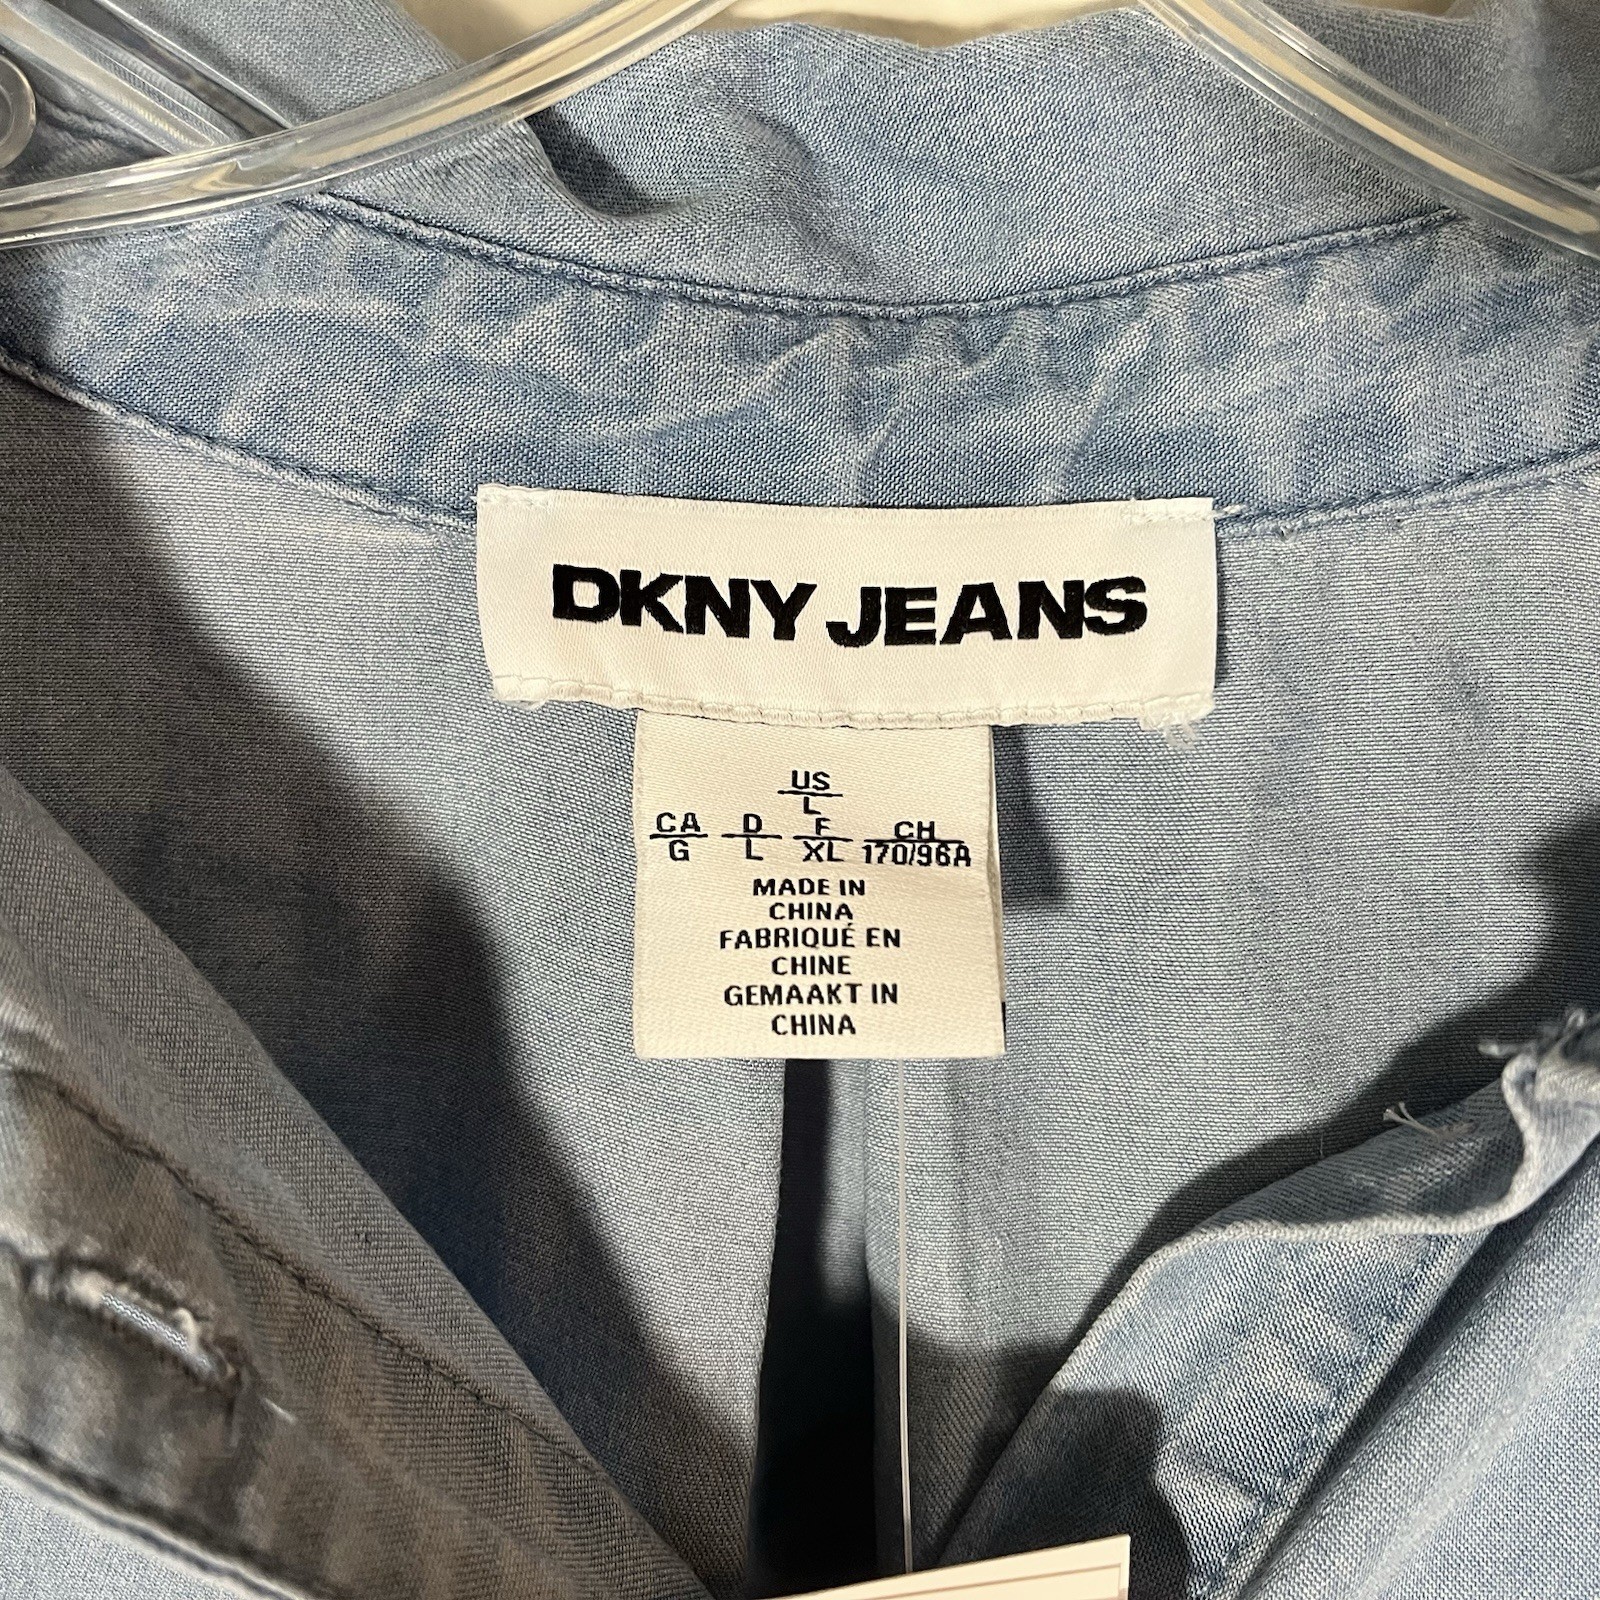 DKNY JEANS
US
L
CA D F CH
G L XL 170/96A
MADE IN
CHINA
FABRIQUÉ EN
CHINE
GEMAAKT IN
CHINA